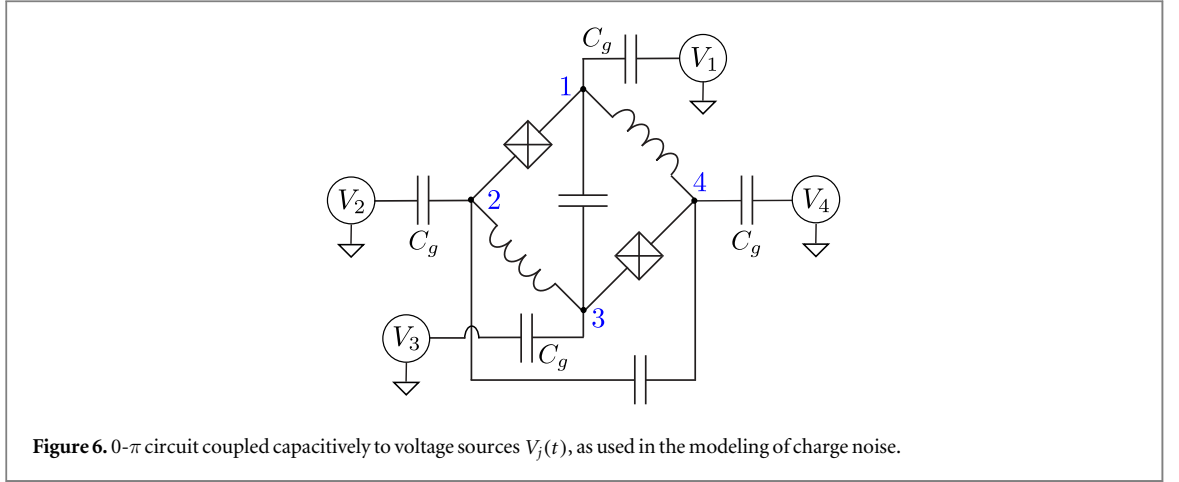 C_g
V_1
1
4
V_2
2
V_4
C_g
C_g
3
V_3
C_g
Figure 6. 0-π circuit coupled capacitively to voltage sources V_j(t), as used in the modeling of charge noise.